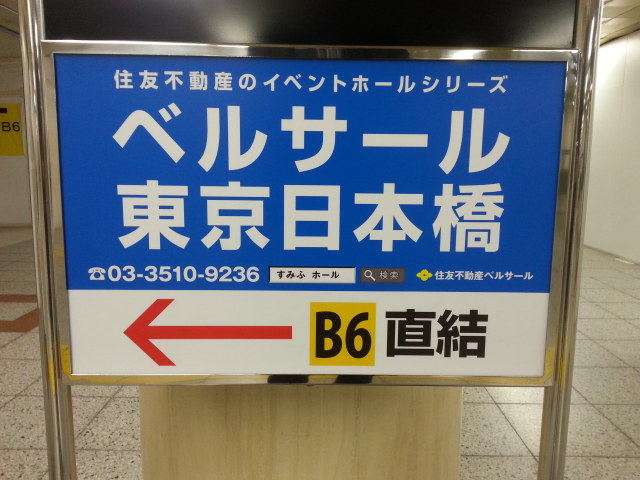 住友不動産のイベントホールシリーズ
ベルサール
東京日本橋
☎03-3510-9236 すみふ ホール 検索 住友不動産ベルサール
← B6 直結
B6